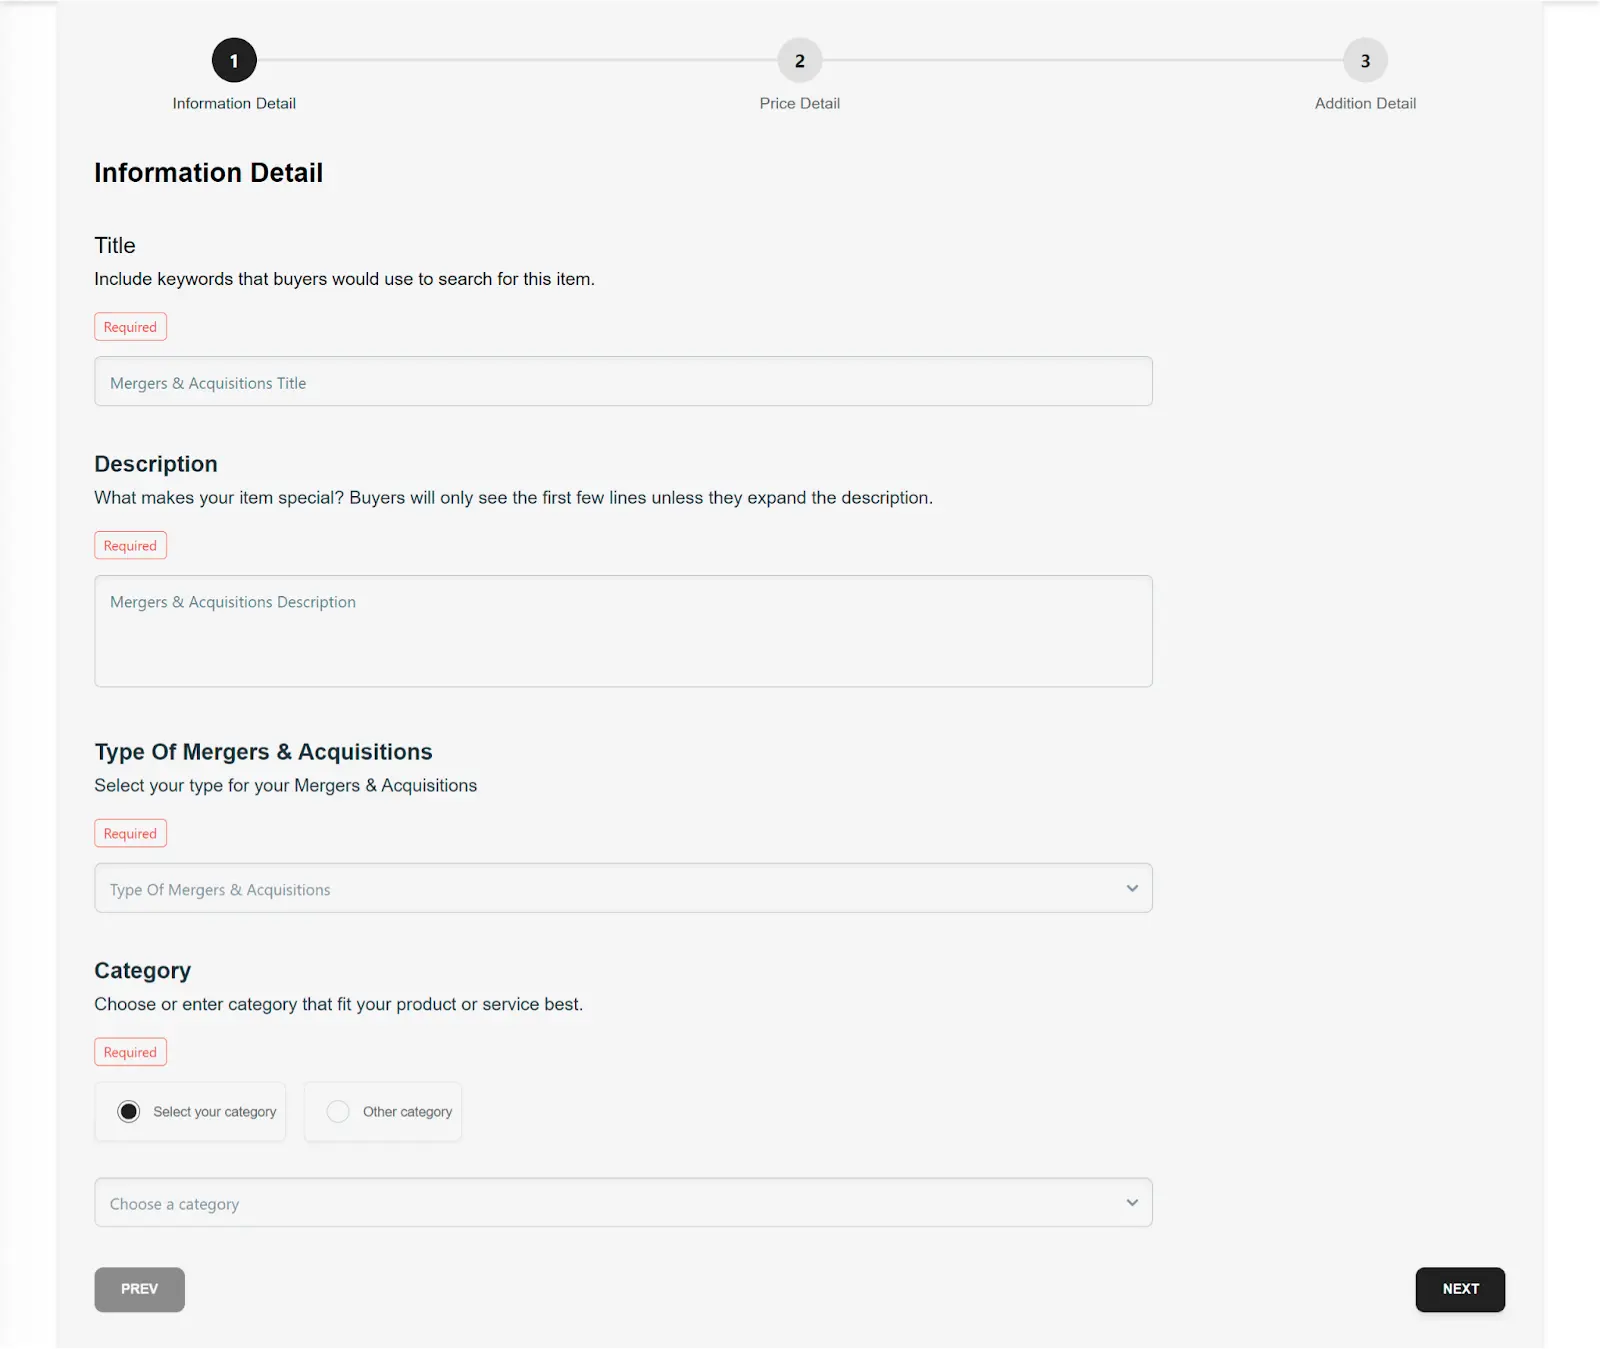 1
2
3
Information Detail
Price Detail
Addition Detail
Information Detail
Title
Include keywords that buyers would use to search for this item.
Required
Mergers & Acquisitions Title
Description
What makes your item special? Buyers will only see the first few lines unless they expand the description.
Required
Mergers & Acquisitions Description
Type Of Mergers & Acquisitions
Select your type for your Mergers & Acquisitions
Required
Type Of Mergers & Acquisitions
Category
Choose or enter category that fit your product or service best.
Required
Select your category
Other category
Choose a category
PREV
NEXT